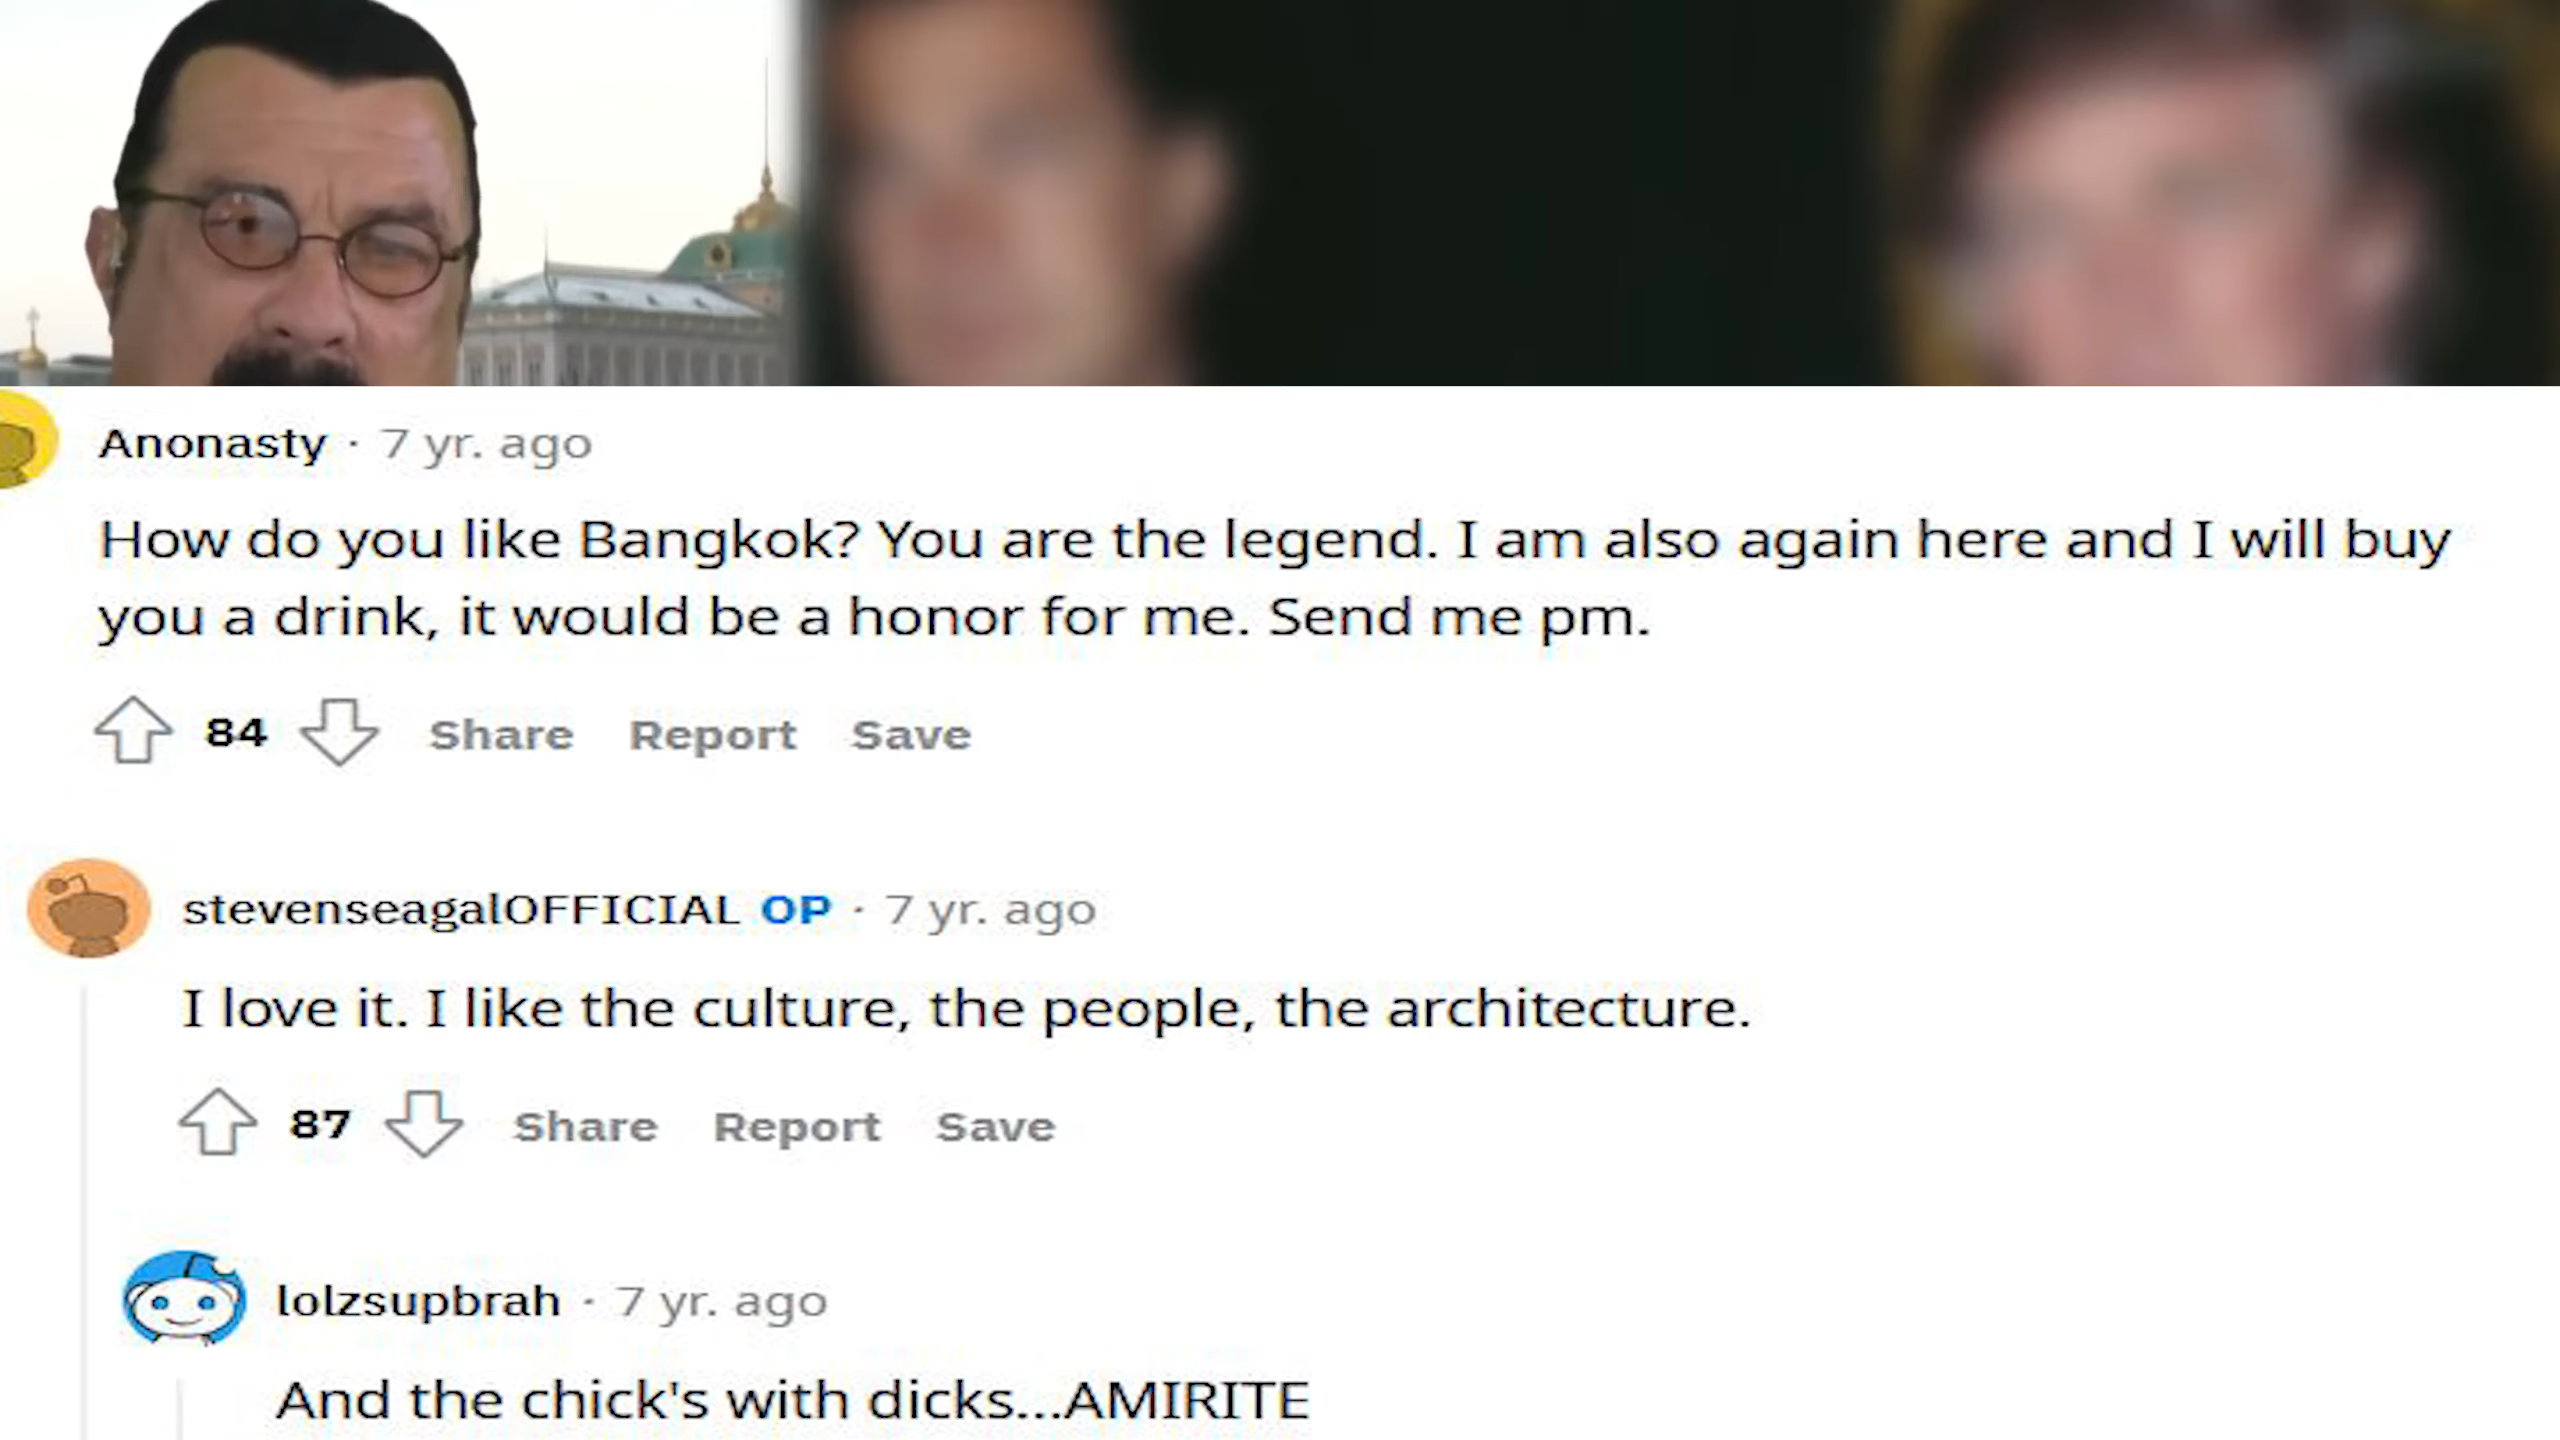 Anonasty · 7 yr. ago
How do you like Bangkok? You are the legend. I am also again here and I will buy
you a drink, it would be a honor for me. Send me pm.
84 Share Report Save
stevenseagalOFFICIAL OP · 7 yr. ago
I love it. I like the culture, the people, the architecture.
87 Share Report Save
lolzsupbrah · 7 yr. ago
And the chick's with dicks...AMIRITE